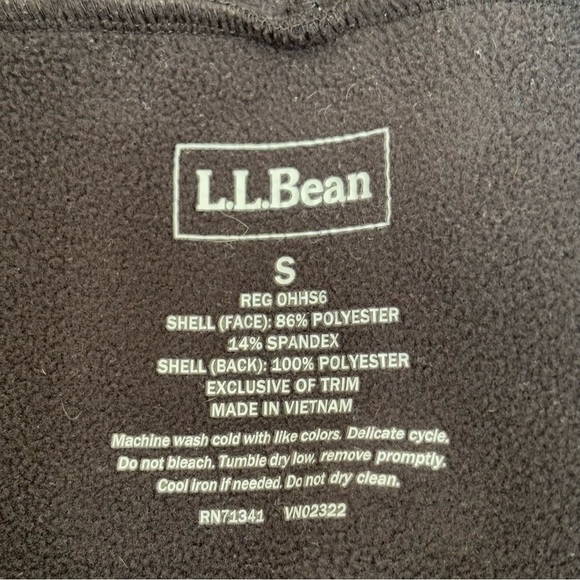 L.L.Bean
S
REG OHHS6
SHELL (FACE): 86% POLYESTER
14% SPANDEX
SHELL (BACK): 100% POLYESTER
EXCLUSIVE OF TRIM
MADE IN VIETNAM
Machine wash cold with like colors. Delicate cycle.
Do not bleach. Tumble dry low, remove promptly.
Cool iron if needed. Do not dry clean.
RN71341 VN02322